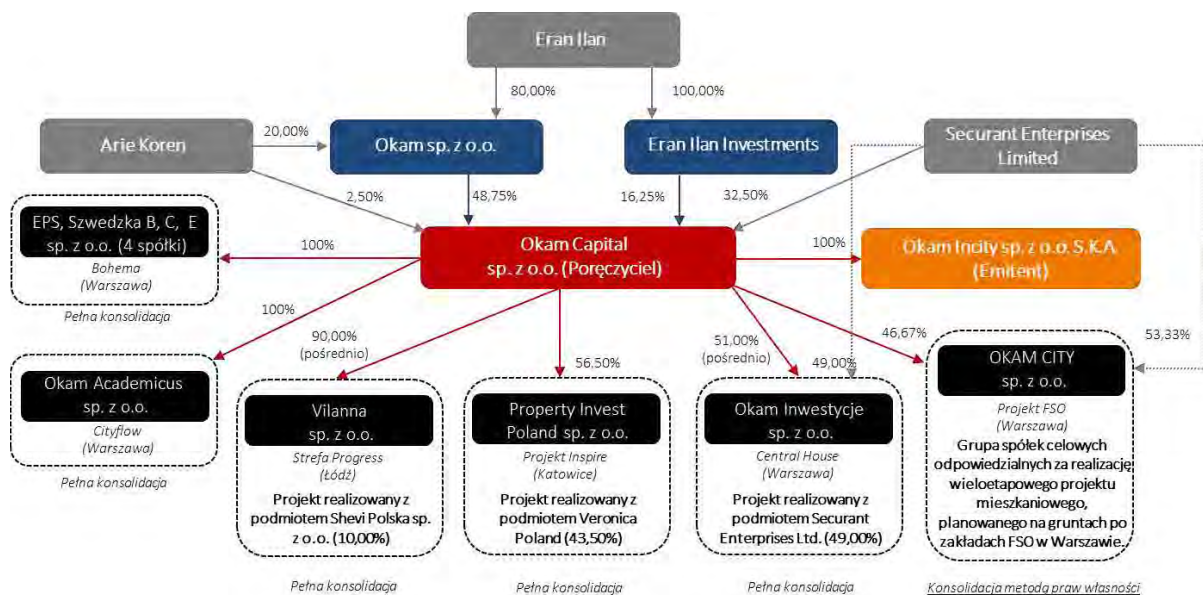 Eran Ilan
80,00%
100,00%
Arie Koren
20,00%
Okam sp. z o.o.
Eran Ilan Investments
Securant Enterprises
Limited
2,50%
48,75%
16,25%
32,50%
EPS, Szwedzka B, C, E
sp. z o.o. (4 spółki)
Bohema
(Warszawa)
Pełna konsolidacja
100%
Okam Capital
sp. z o.o. (Poręczyciel)
100%
Okam Incity sp. z o.o. S.K.A.
(Emitent)
100%
90,00%
(pośrednio)
56,50%
51,00%
(pośrednio)
49,00%
46,67%
53,33%
Okam Academicus
sp. z o.o.
Cityflow
(Warszawa)
Pełna konsolidacja
Vilanna
sp. z o.o.
Strefa Progress
(Łódź)
Projekt realizowany z
podmiotem Shevi Polska sp.
z o.o. (10,00%)
Pełna konsolidacja
Property Invest
Poland sp. z o.o.
Projekt Inspire
(Katowice)
Projekt realizowany z
podmiotem Veronica
Poland (43,50%)
Pełna konsolidacja
Okam Inwestycje
sp. z o.o.
Central House
(Warszawa)
Projekt realizowany z
podmiotem Securant
Enterprises Ltd. (49,00%)
Pełna konsolidacja
OKAM CITY
sp. z o.o.
Projekt FSO
(Warszawa)
Grupa spółek celowych
odpowiedzialnych za realizację
wieloetapowego projektu
mieszkaniowego,
planowanego na gruntach po
zakładach FSO w Warszawie.
Konsolidacja metodą praw własności